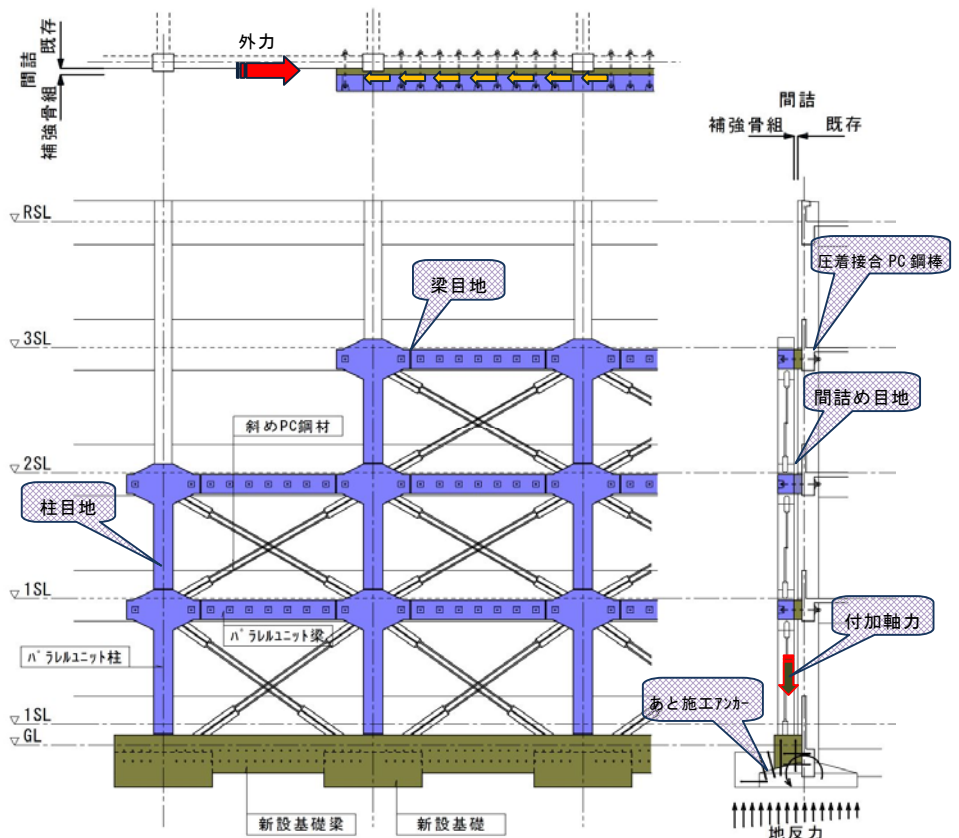 外力
間詰
既存
補強骨組
間詰
補強骨組
既存
RSL
圧着接合 PC 鋼棒
梁目地
3SL
間詰め目地
斜めPC鋼材
2SL
柱目地
1SL
パラレルユニット梁
付加軸力
パラレルユニット柱
あと施工アンカー
1SL
GL
新設基礎梁
新設基礎
地反力